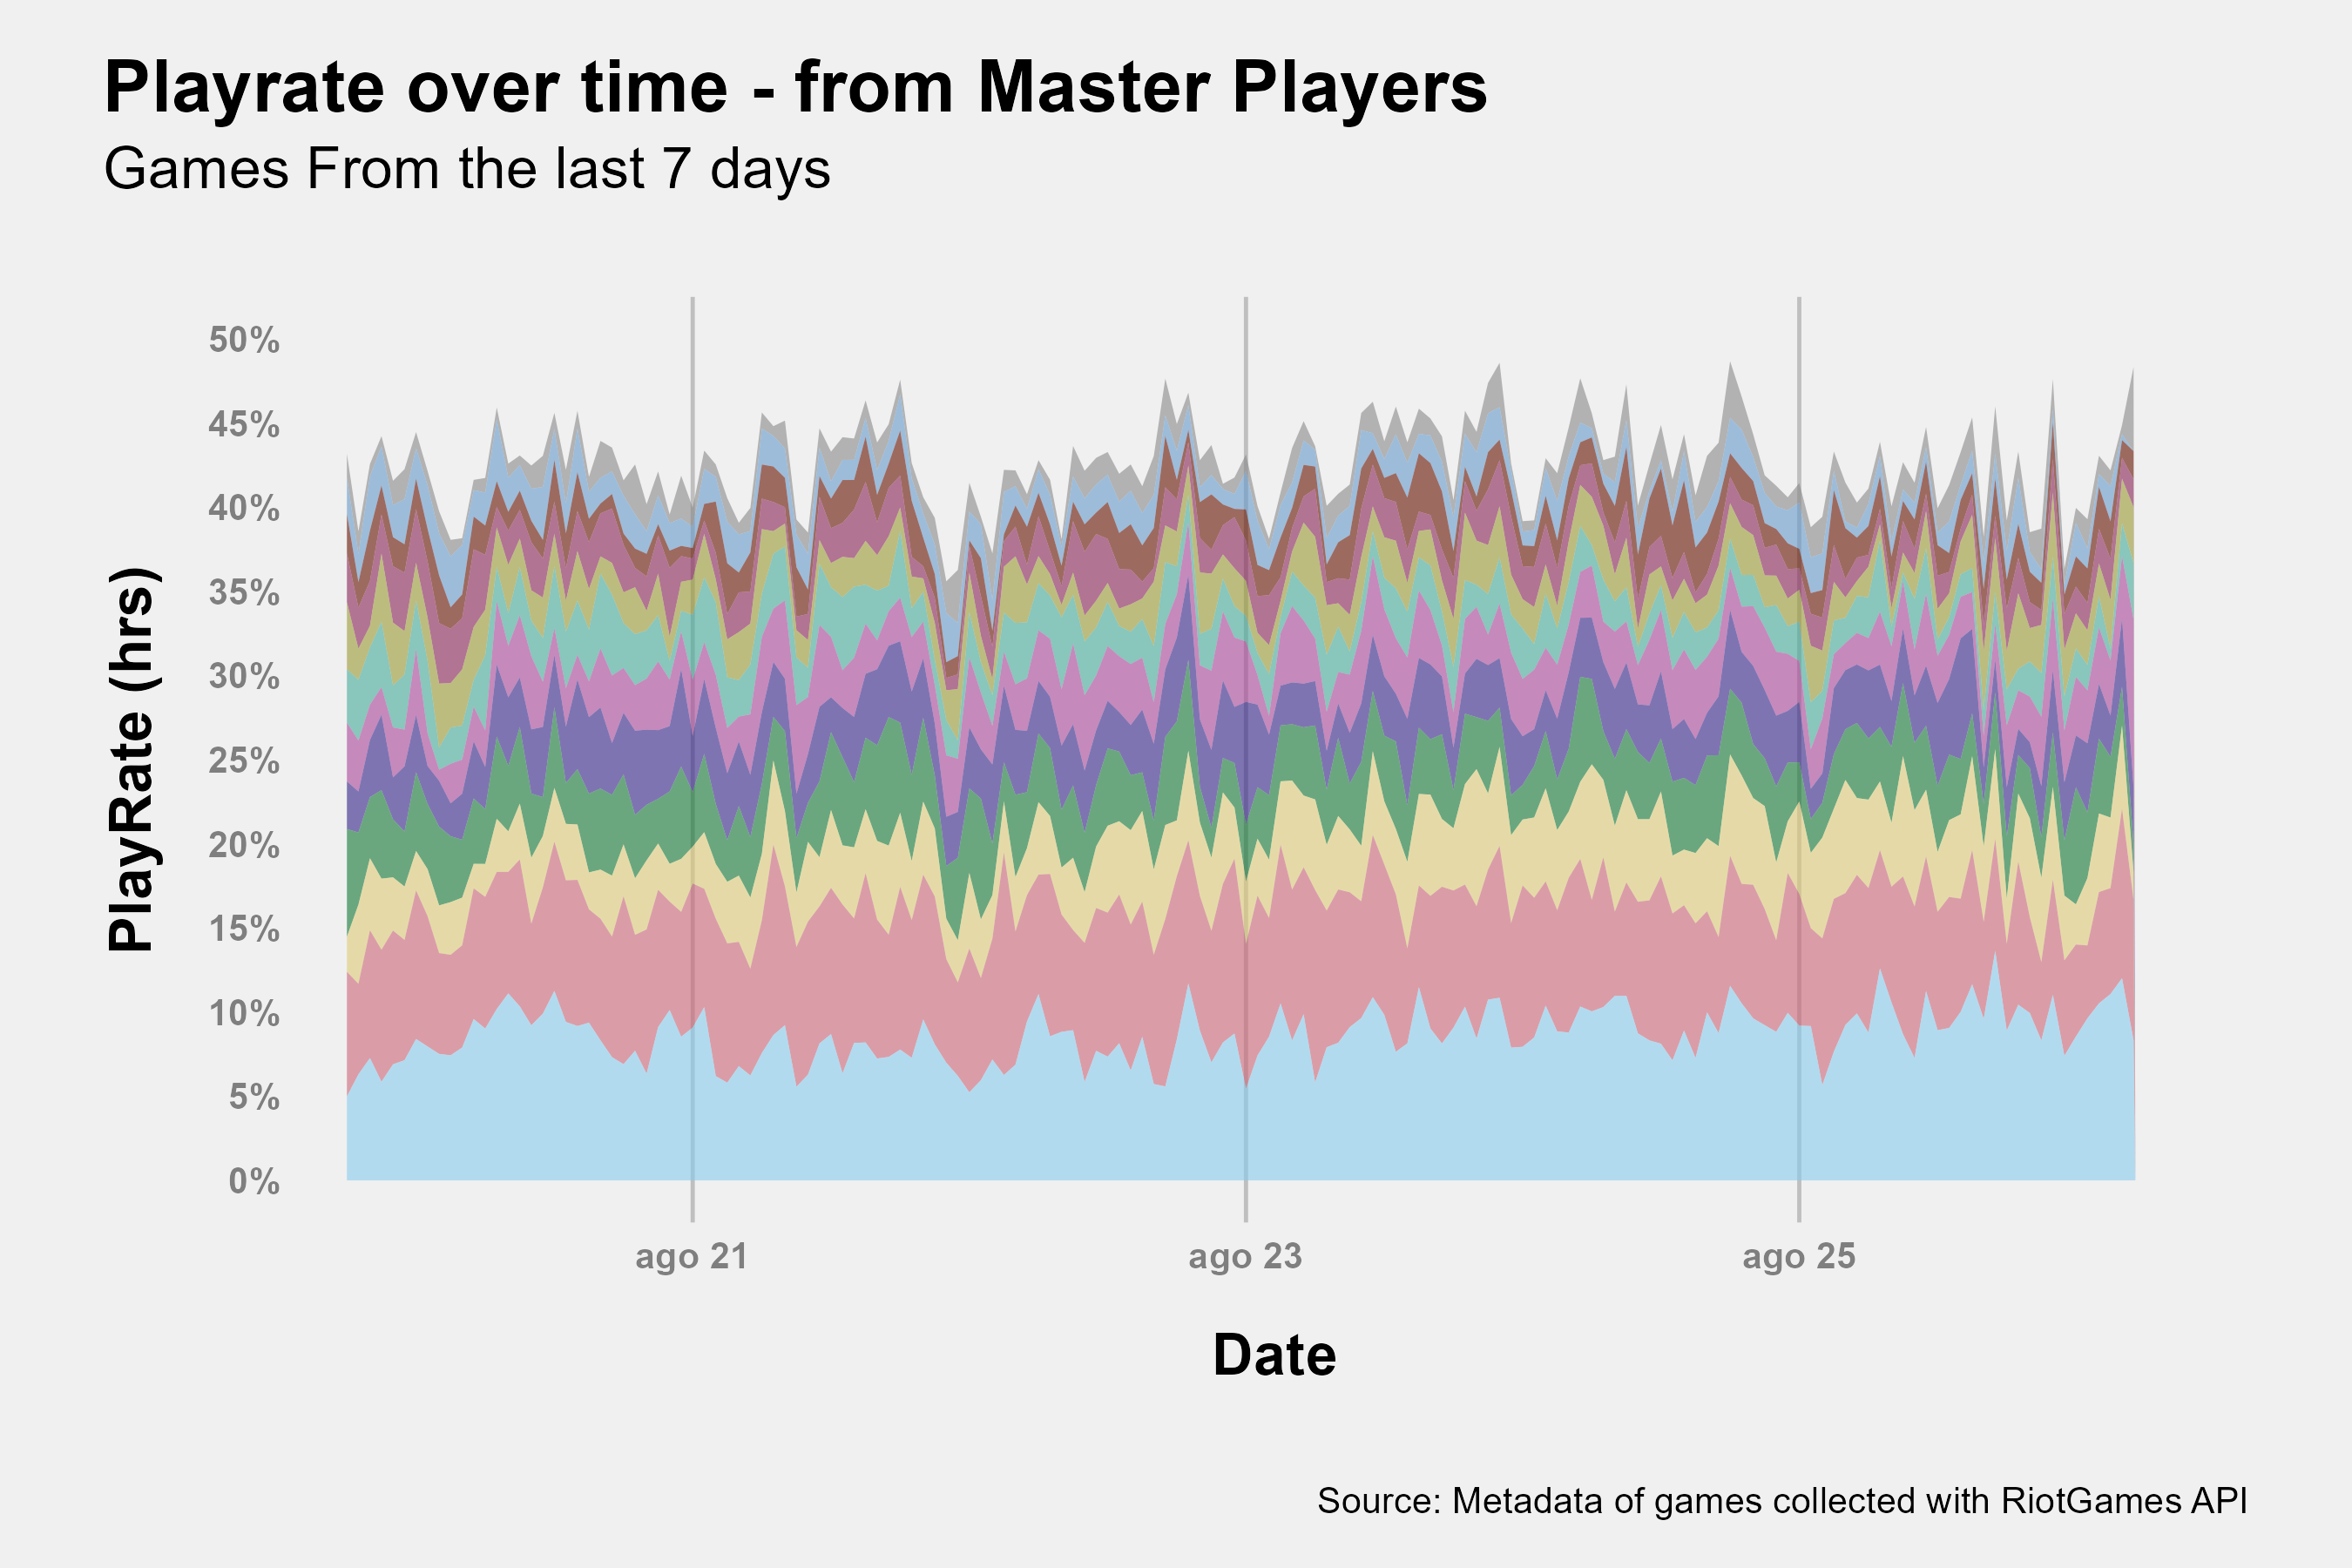 Playrate over time - from Master Players
Games From the last 7 days
PlayRate (hrs)
50%
45%
40%
35%
30%
25%
20%
15%
10%
5%
0%
ago 21
ago 23
ago 25
Date
Source: Metadata of games collected with RiotGames API